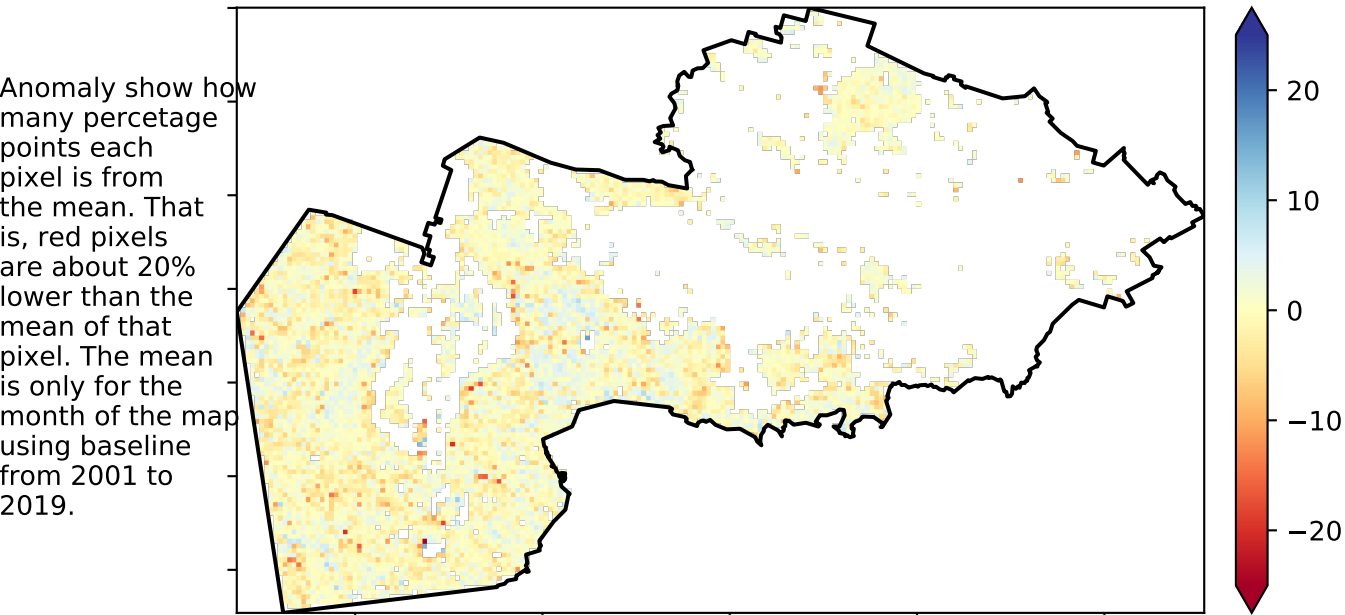 Anomaly show how
many percetage
points each
pixel is from
the mean. That
is, red pixels
are about 20%
lower than the
mean of that
pixel. The mean
is only for the
month of the map
using baseline
from 2001 to
2019.
20
10
0
−10
−20